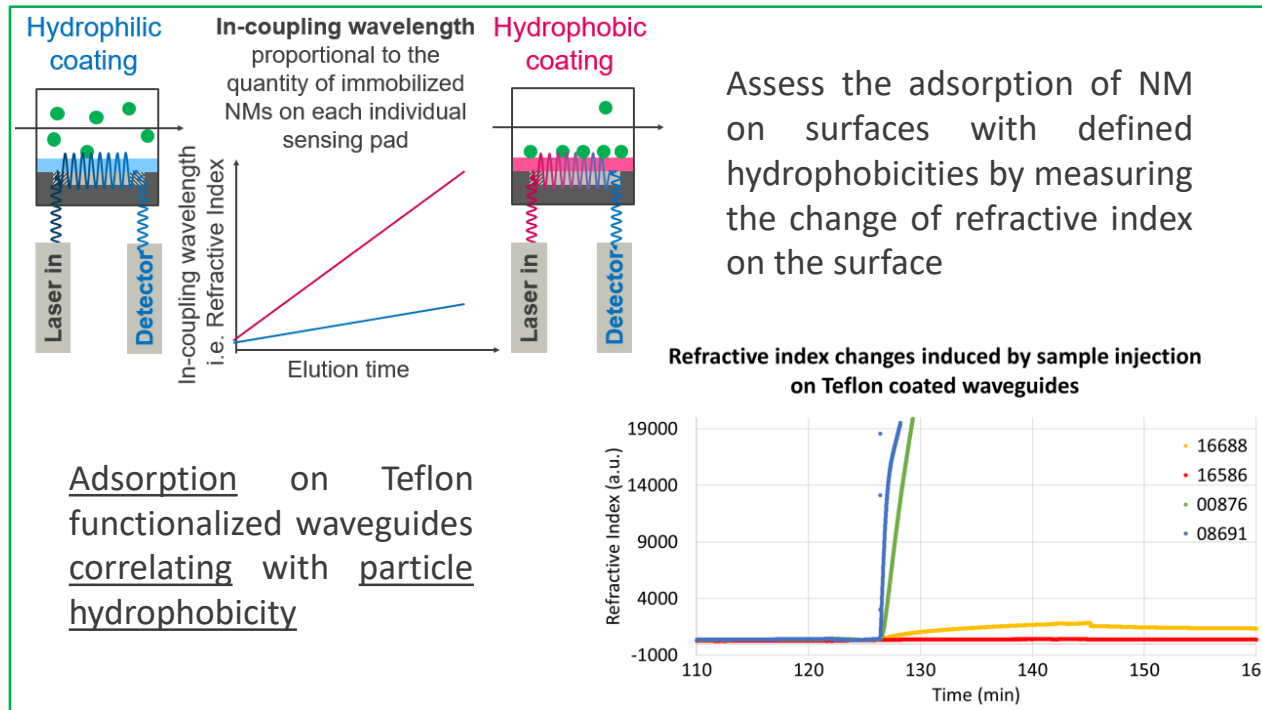 Hydrophilic
coating
In-coupling wavelength
proportional to the
quantity of immobilized
NMs on each individual
sensing pad
Hydrophobic
coating
Laser in
Detector
In-coupling wavelength
i.e. Refractive Index
Elution time
Laser in
Detector
Assess the adsorption of NM
on surfaces with defined
hydrophobicities by measuring
the change of refractive index
on the surface
Adsorption on Teflon
functionalized waveguides
correlating with particle
hydrophobicity
Refractive index changes induced by sample injection
on Teflon coated waveguides
Refractive Index (a.u.)
19000
14000
9000
4000
-1000
16688
16586
00876
08691
110 120 130 140 150 16
Time (min)